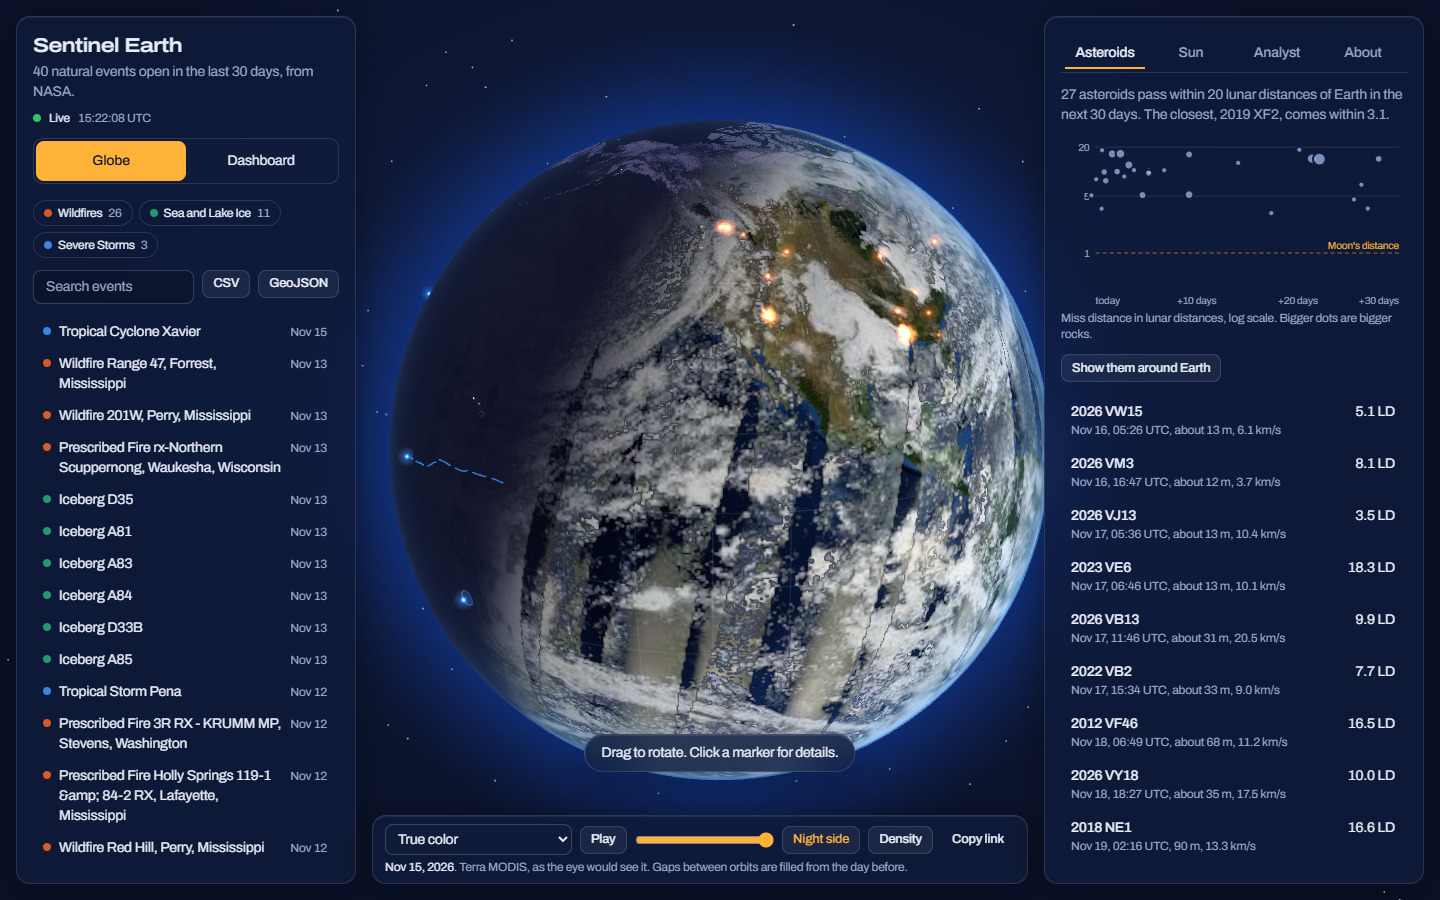 Sentinel Earth
40 natural events open in the last 30 days, from
NASA.
Live 15:22:08 UTC
Globe Dashboard
Wildfires 26 Sea and Lake Ice 11
Severe Storms 3
Search events CSV GeoJSON
Tropical Cyclone Xavier Nov 15
Wildfire Range 47, Forrest, Nov 13
Mississippi
Wildfire 201W, Perry, Mississippi Nov 13
Prescribed Fire rx-Northern Nov 13
Scuppernong, Waukesha, Wisconsin
Iceberg D35 Nov 13
Iceberg A81 Nov 13
Iceberg A83 Nov 13
Iceberg A84 Nov 13
Iceberg D33B Nov 13
Iceberg A85 Nov 13
Tropical Storm Pena Nov 12
Prescribed Fire 3R RX - KRUMM MP, Nov 12
Stevens, Washington
Prescribed Fire Holly Springs 119-1 Nov 12
&amp; 84-2 RX, Lafayette,
Mississippi
Wildfire Red Hill, Perry, Mississippi Nov 12
Drag to rotate. Click a marker for details.
True color Play Night side Density Copy link
Nov 15, 2026. Terra MODIS, as the eye would see it. Gaps between orbits are filled from the day before.
Asteroids Sun Analyst About
27 asteroids pass within 20 lunar distances of Earth in the
next 30 days. The closest, 2019 XF2, comes within 3.1.
20
5
Moon's distance
1
today +10 days +20 days +30 days
Miss distance in lunar distances, log scale. Bigger dots are bigger
rocks.
Show them around Earth
2026 VW15 5.1 LD
Nov 16, 05:26 UTC, about 13 m, 6.1 km/s
2026 VM3 8.1 LD
Nov 16, 16:47 UTC, about 12 m, 3.7 km/s
2026 VJ13 3.5 LD
Nov 17, 05:36 UTC, about 13 m, 10.4 km/s
2023 VE6 18.3 LD
Nov 17, 06:46 UTC, about 13 m, 10.1 km/s
2026 VB13 9.9 LD
Nov 17, 11:46 UTC, about 31 m, 20.5 km/s
2022 VB2 7.7 LD
Nov 17, 15:34 UTC, about 33 m, 9.0 km/s
2012 VF46 16.5 LD
Nov 18, 06:49 UTC, about 68 m, 11.2 km/s
2026 VY18 10.0 LD
Nov 18, 18:27 UTC, about 35 m, 17.5 km/s
2018 NE1 16.6 LD
Nov 19, 02:16 UTC, 90 m, 13.3 km/s